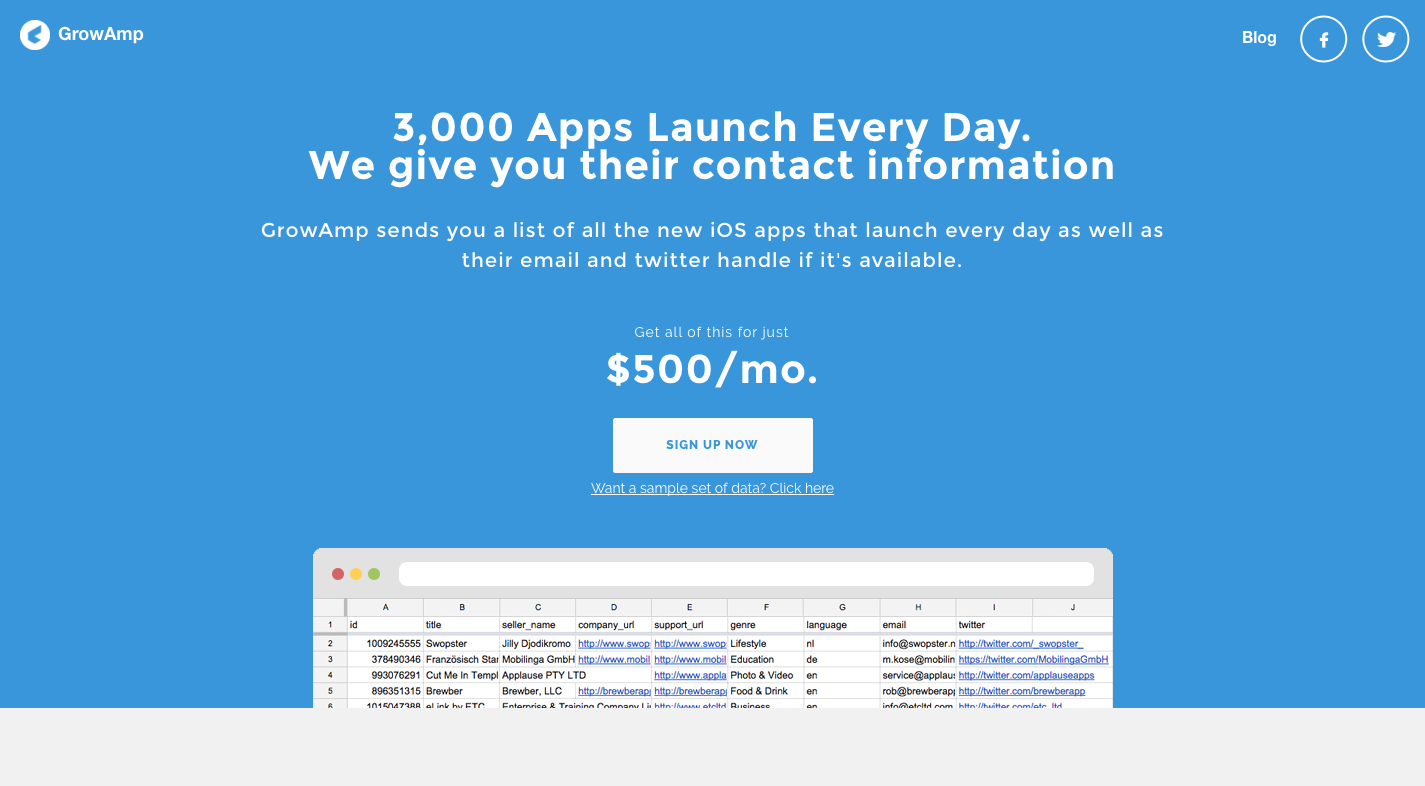 GrowAmp
Blog
3,000 Apps Launch Every Day.
We give you their contact information
GrowAmp sends you a list of all the new iOS apps that launch every day as well as
their email and twitter handle if it's available.
Get all of this for just
$500/mo.
SIGN UP NOW
Want a sample set of data? Click here
A B C D E F G H I J
1 id title seller_name company_url support_url genre language email twitter
2 1009245555 Swopster Jilly Djodikromo http://www.swop http://www.swop Lifestyle nl info@swopster.n http://twitter.com/_swopster_
3 378490346 Französisch Star Mobilinga GmbH http://www.mobil http://www.mobil Education de m.kose@mobilin https://twitter.com/MobilingaGmbH
4 993076291 Cut Me In Templ Applause PTY LTD http://www.appla Photo & Video en service@applaus http://twitter.com/applauseapps
5 896351315 Brewber Brewber, LLC http://brewberap http://brewberap Food & Drink en rob@brewberapp http://twitter.com/brewberapp
6 1015047388 eLink by ETC Enterprise & Training Company Li http://www.etcltd Business en info@etcltd.com http://twitter.com/etc_ltd